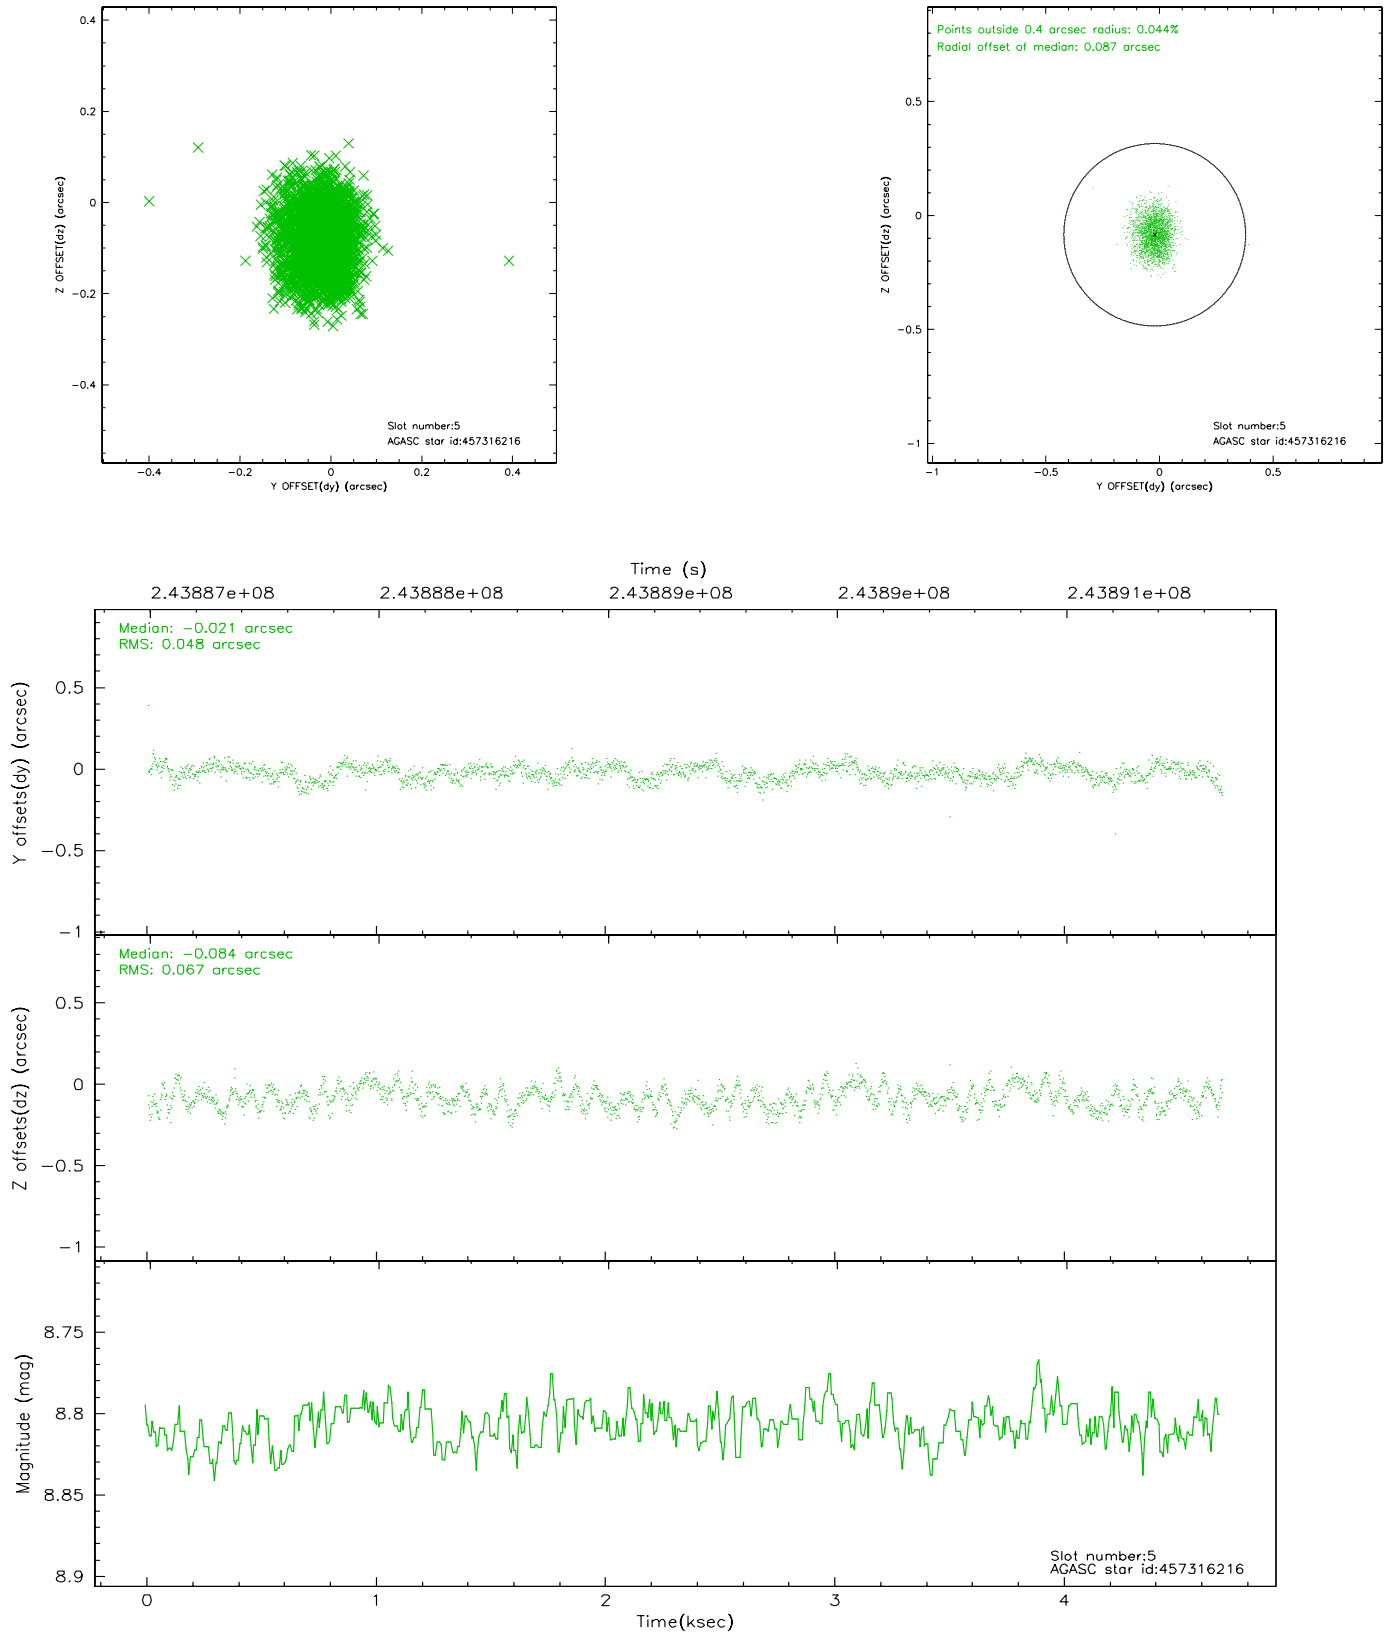 0.4
0.2
0
−0.2
−0.4
Z OFFSET(dz) (arcsec)
−0.4 −0.2 0 0.2 0.4
Y OFFSET(dy) (arcsec)
Slot number:5
AGASC star id:457316216
Points outside 0.4 arcsec radius: 0.044%
Radial offset of median: 0.087 arcsec
0.5
0
−0.5
−1
Z OFFSET(dz) (arcsec)
−1 −0.5 0 0.5
Y OFFSET(dy) (arcsec)
Slot number:5
AGASC star id:457316216
Time (s)
2.43887e+08 2.43888e+08 2.43889e+08 2.4389e+08 2.43891e+08
Median: −0.021 arcsec
RMS: 0.048 arcsec
0.5
0
−0.5
−1
Y offsets(dy) (arcsec)
Median: −0.084 arcsec
RMS: 0.067 arcsec
0.5
0
−0.5
−1
Z offsets(dz) (arcsec)
8.75
8.8
8.85
8.9
Magnitude (mag)
Slot number:5
AGASC star id:457316216
0 1 2 3 4
Time(ksec)